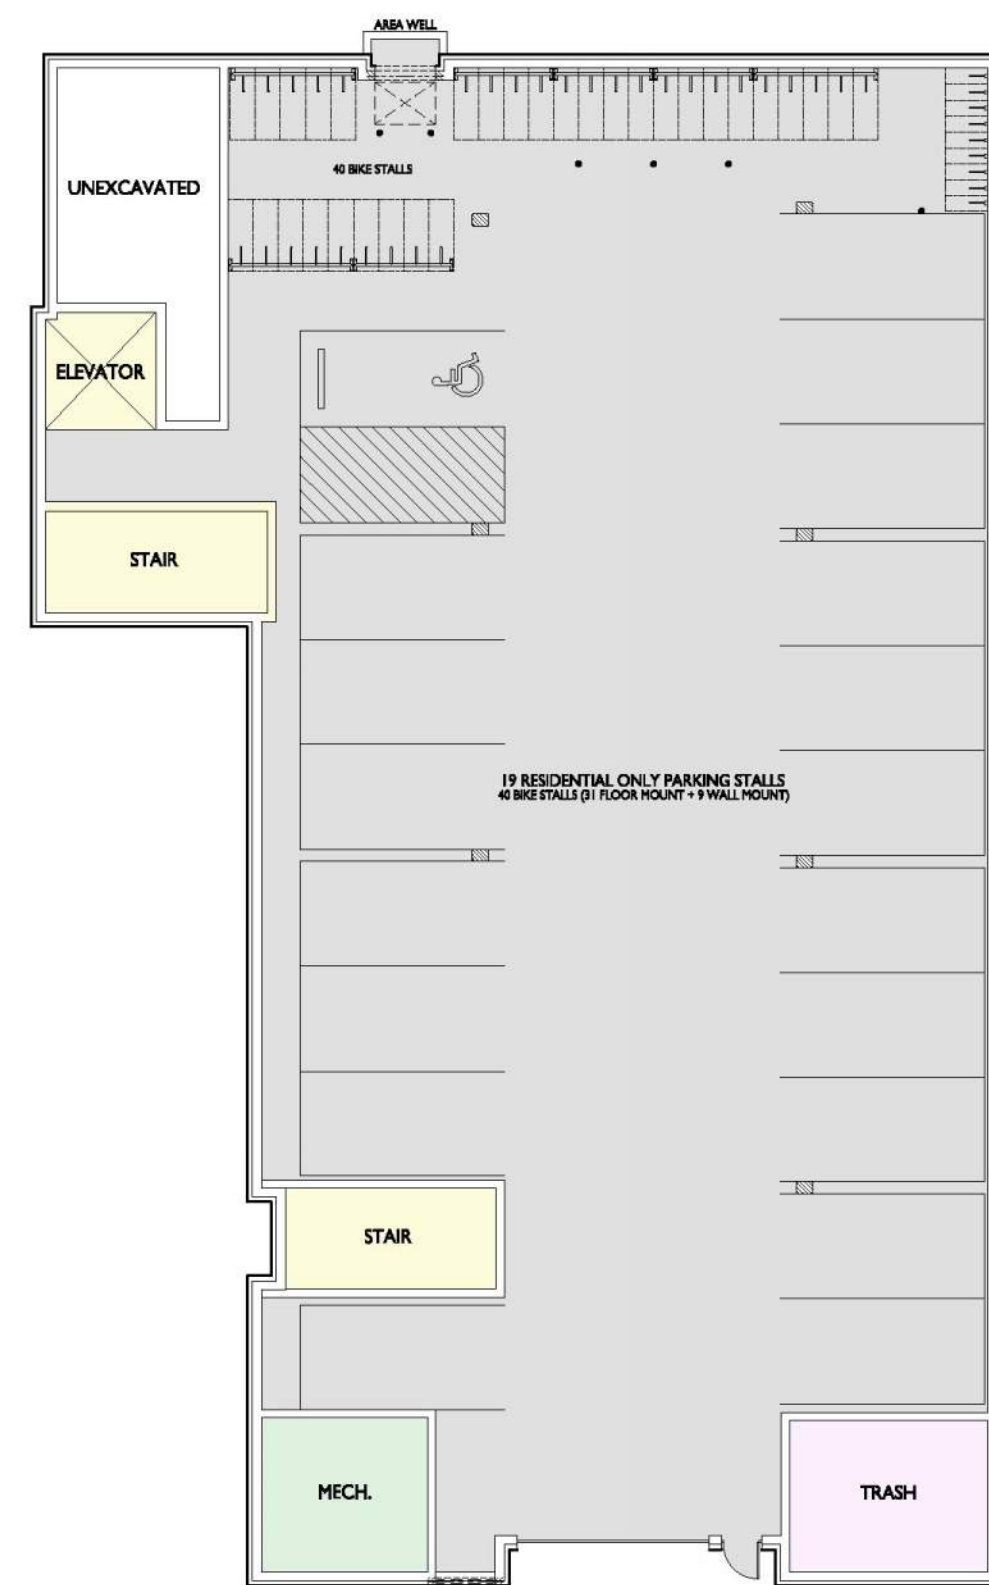 AREA WELL
40 BIKE STALLS
UNEXCAVATED
ELEVATOR
STAIR
19 RESIDENTIAL ONLY PARKING STALLS
40 BIKE STALLS (31 FLOOR MOUNT + 9 WALL MOUNT)
STAIR
MECH.
TRASH